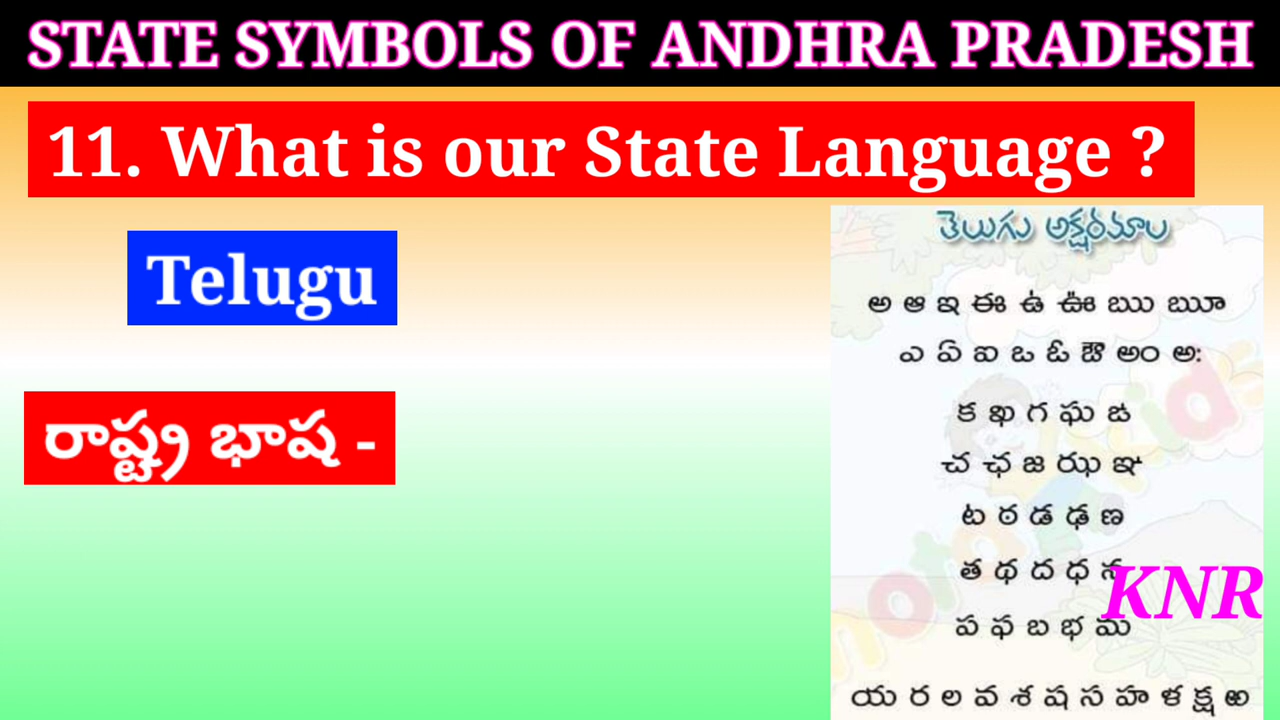 STATE SYMBOLS OF ANDHRA PRADESH
11. What is our State Language ?
Telugu
రాష్ట్ర భాష -
తెలుగు అక్షరమాల
అ ఆ ఇ ఈ ఉ ఊ ఋ ౠ
ఎ ఏ ఐ ఒ ఓ ఔ అం అః
క ఖ గ ఘ ఙ
చ ఛ జ ఝ ఞ
ట ఠ డ ఢ ణ
త థ ద ధ న
KNR
ప ఫ బ భ మ
య ర ల వ శ ష స హ ళ క్ష ఱ